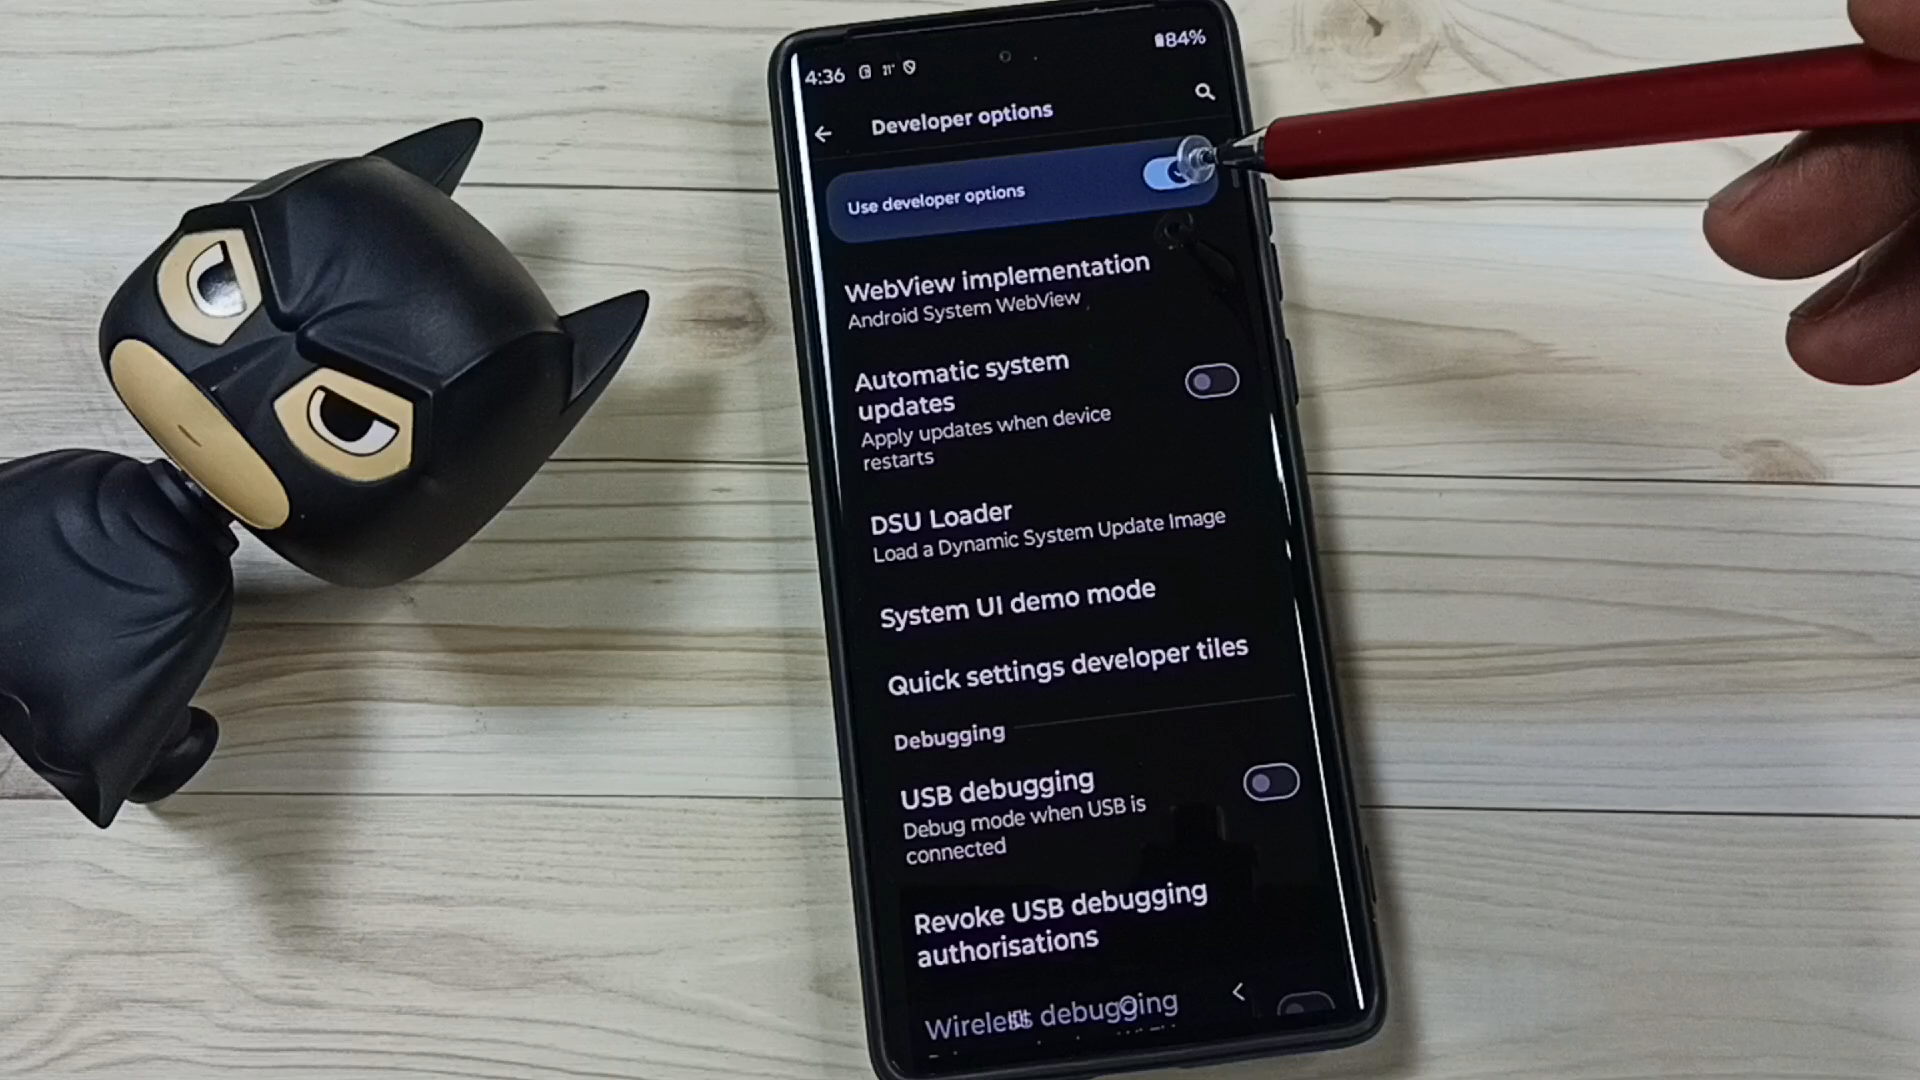 4:36
84%
Developer options
Use developer options
WebView implementation
Android System WebView
Automatic system
updates
Apply updates when device
restarts
DSU Loader
Load a Dynamic System Update Image
System UI demo mode
Quick settings developer tiles
Debugging
USB debugging
Debug mode when USB is
connected
Revoke USB debugging
authorisations
Wireless debugging